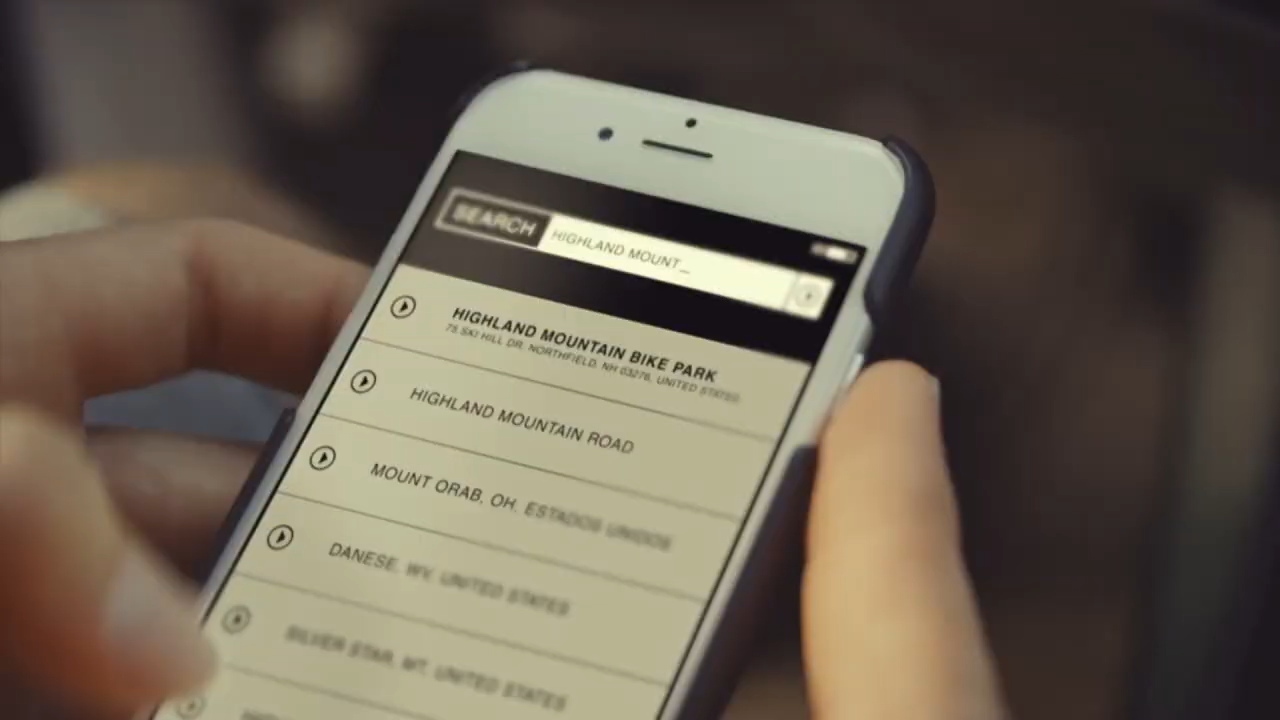 SEARCH
HIGHLAND MOUNT_
HIGHLAND MOUNTAIN BIKE PARK
75 SKI HILL DR, NORTHFIELD, NH 03276, UNITED STATES
HIGHLAND MOUNTAIN ROAD
MOUNT ORAB, OH, ESTADOS UNIDOS
DANESE, WV, UNITED STATES
SILVER STAR, MT, UNITED STATES